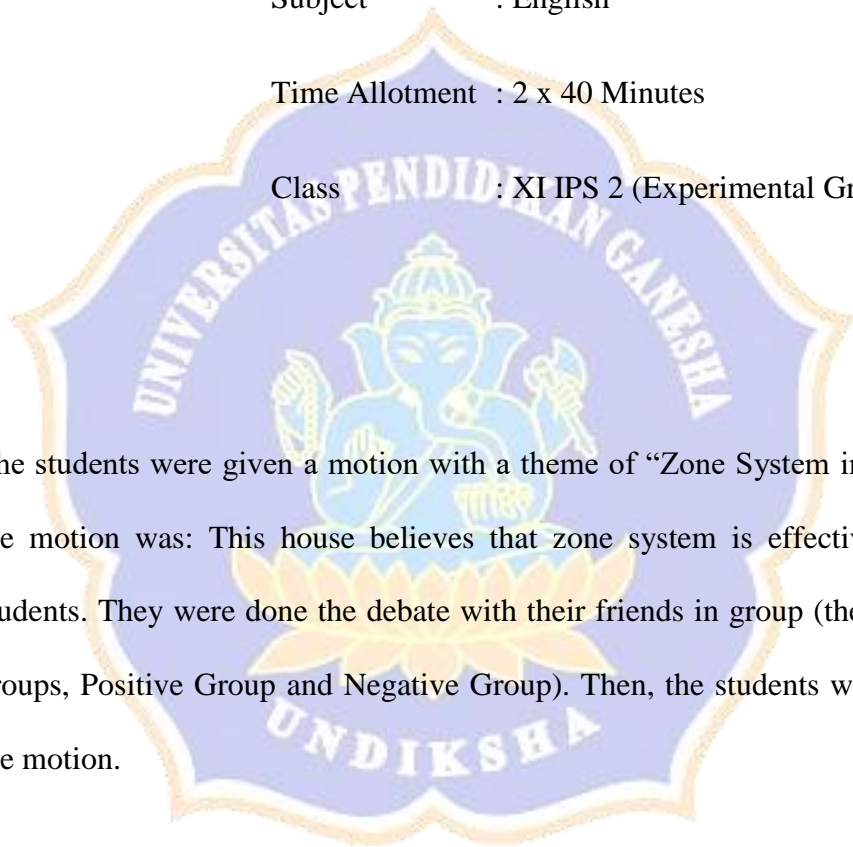 Subject : English
Time Allotment : 2 x 40 Minutes
Class : XI IPS 2 (Experimental Gr
UNIVERSITAS PENDIDIKAN GANESHA
he students were given a motion with a theme of “Zone System in
e motion was: This house believes that zone system is effectiv
udents. They were done the debate with their friends in group (the
roups, Positive Group and Negative Group). Then, the students w
e motion.
UNDIKSHA